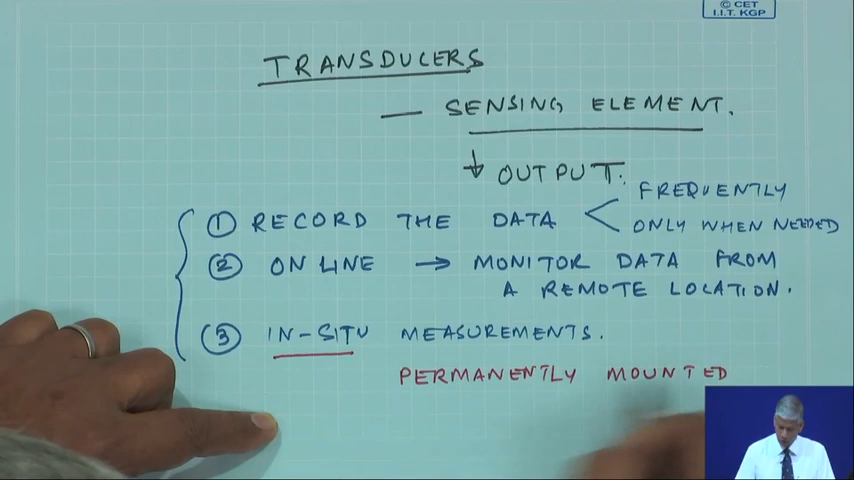 © CET
I.I.T. KGP
TRANSDUCERS
— SENSING ELEMENT.
↓ OUTPUT:
① RECORD THE DATA < FREQUENTLY
ONLY WHEN NEEDED
② ON LINE → MONITOR DATA FROM
A REMOTE LOCATION.
③ IN-SITU MEASUREMENTS.
PERMANENTLY MOUNTED